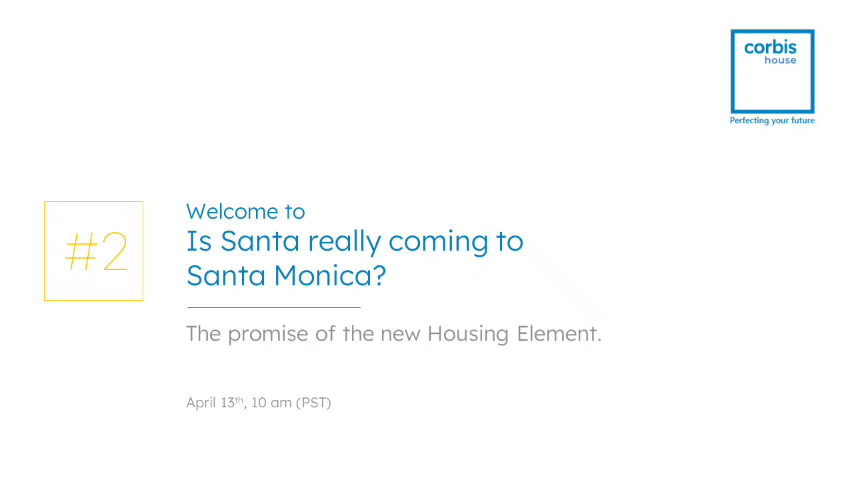 corbis
house
Perfecting your future
#2
Welcome to
Is Santa really coming to
Santa Monica?
The promise of the new Housing Element.
April 13th, 10 am (PST)